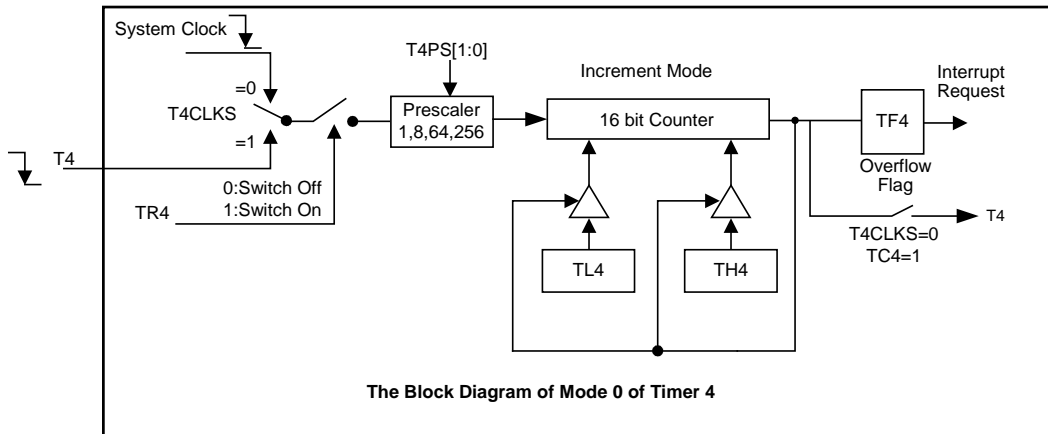 System Clock
T4PS[1:0]
Increment Mode
Interrupt
Request
=0
T4CLKS
=1
Prescaler
1,8,64,256
16 bit Counter
TF4
T4
Overflow
Flag
0:Switch Off
1:Switch On
TR4
T4
T4CLKS=0
TC4=1
TL4
TH4
The Block Diagram of Mode 0 of Timer 4